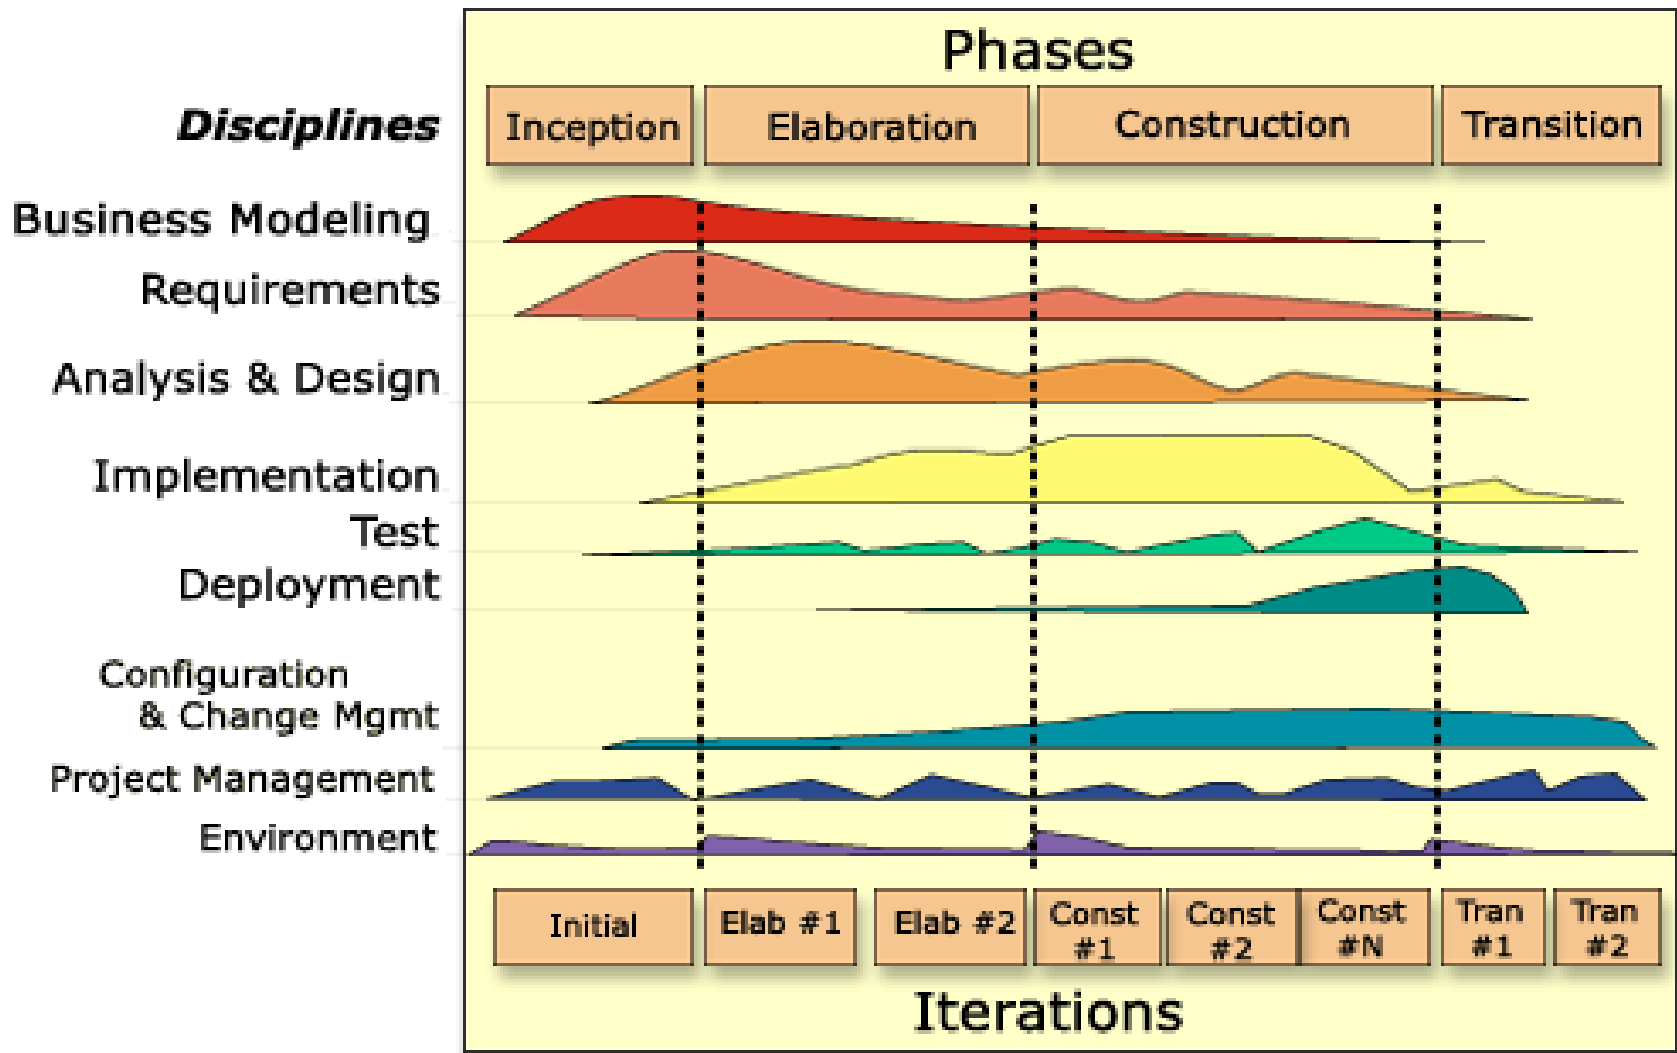 Phases
Disciplines
Inception
Elaboration
Construction
Transition
Business Modeling
Requirements
Analysis & Design
Implementation
Test
Deployment
Configuration
& Change Mgmt
Project Management
Environment
Initial
Elab #1
Elab #2
Const
#1
Const
#2
Const
#N
Tran
#1
Tran
#2
Iterations